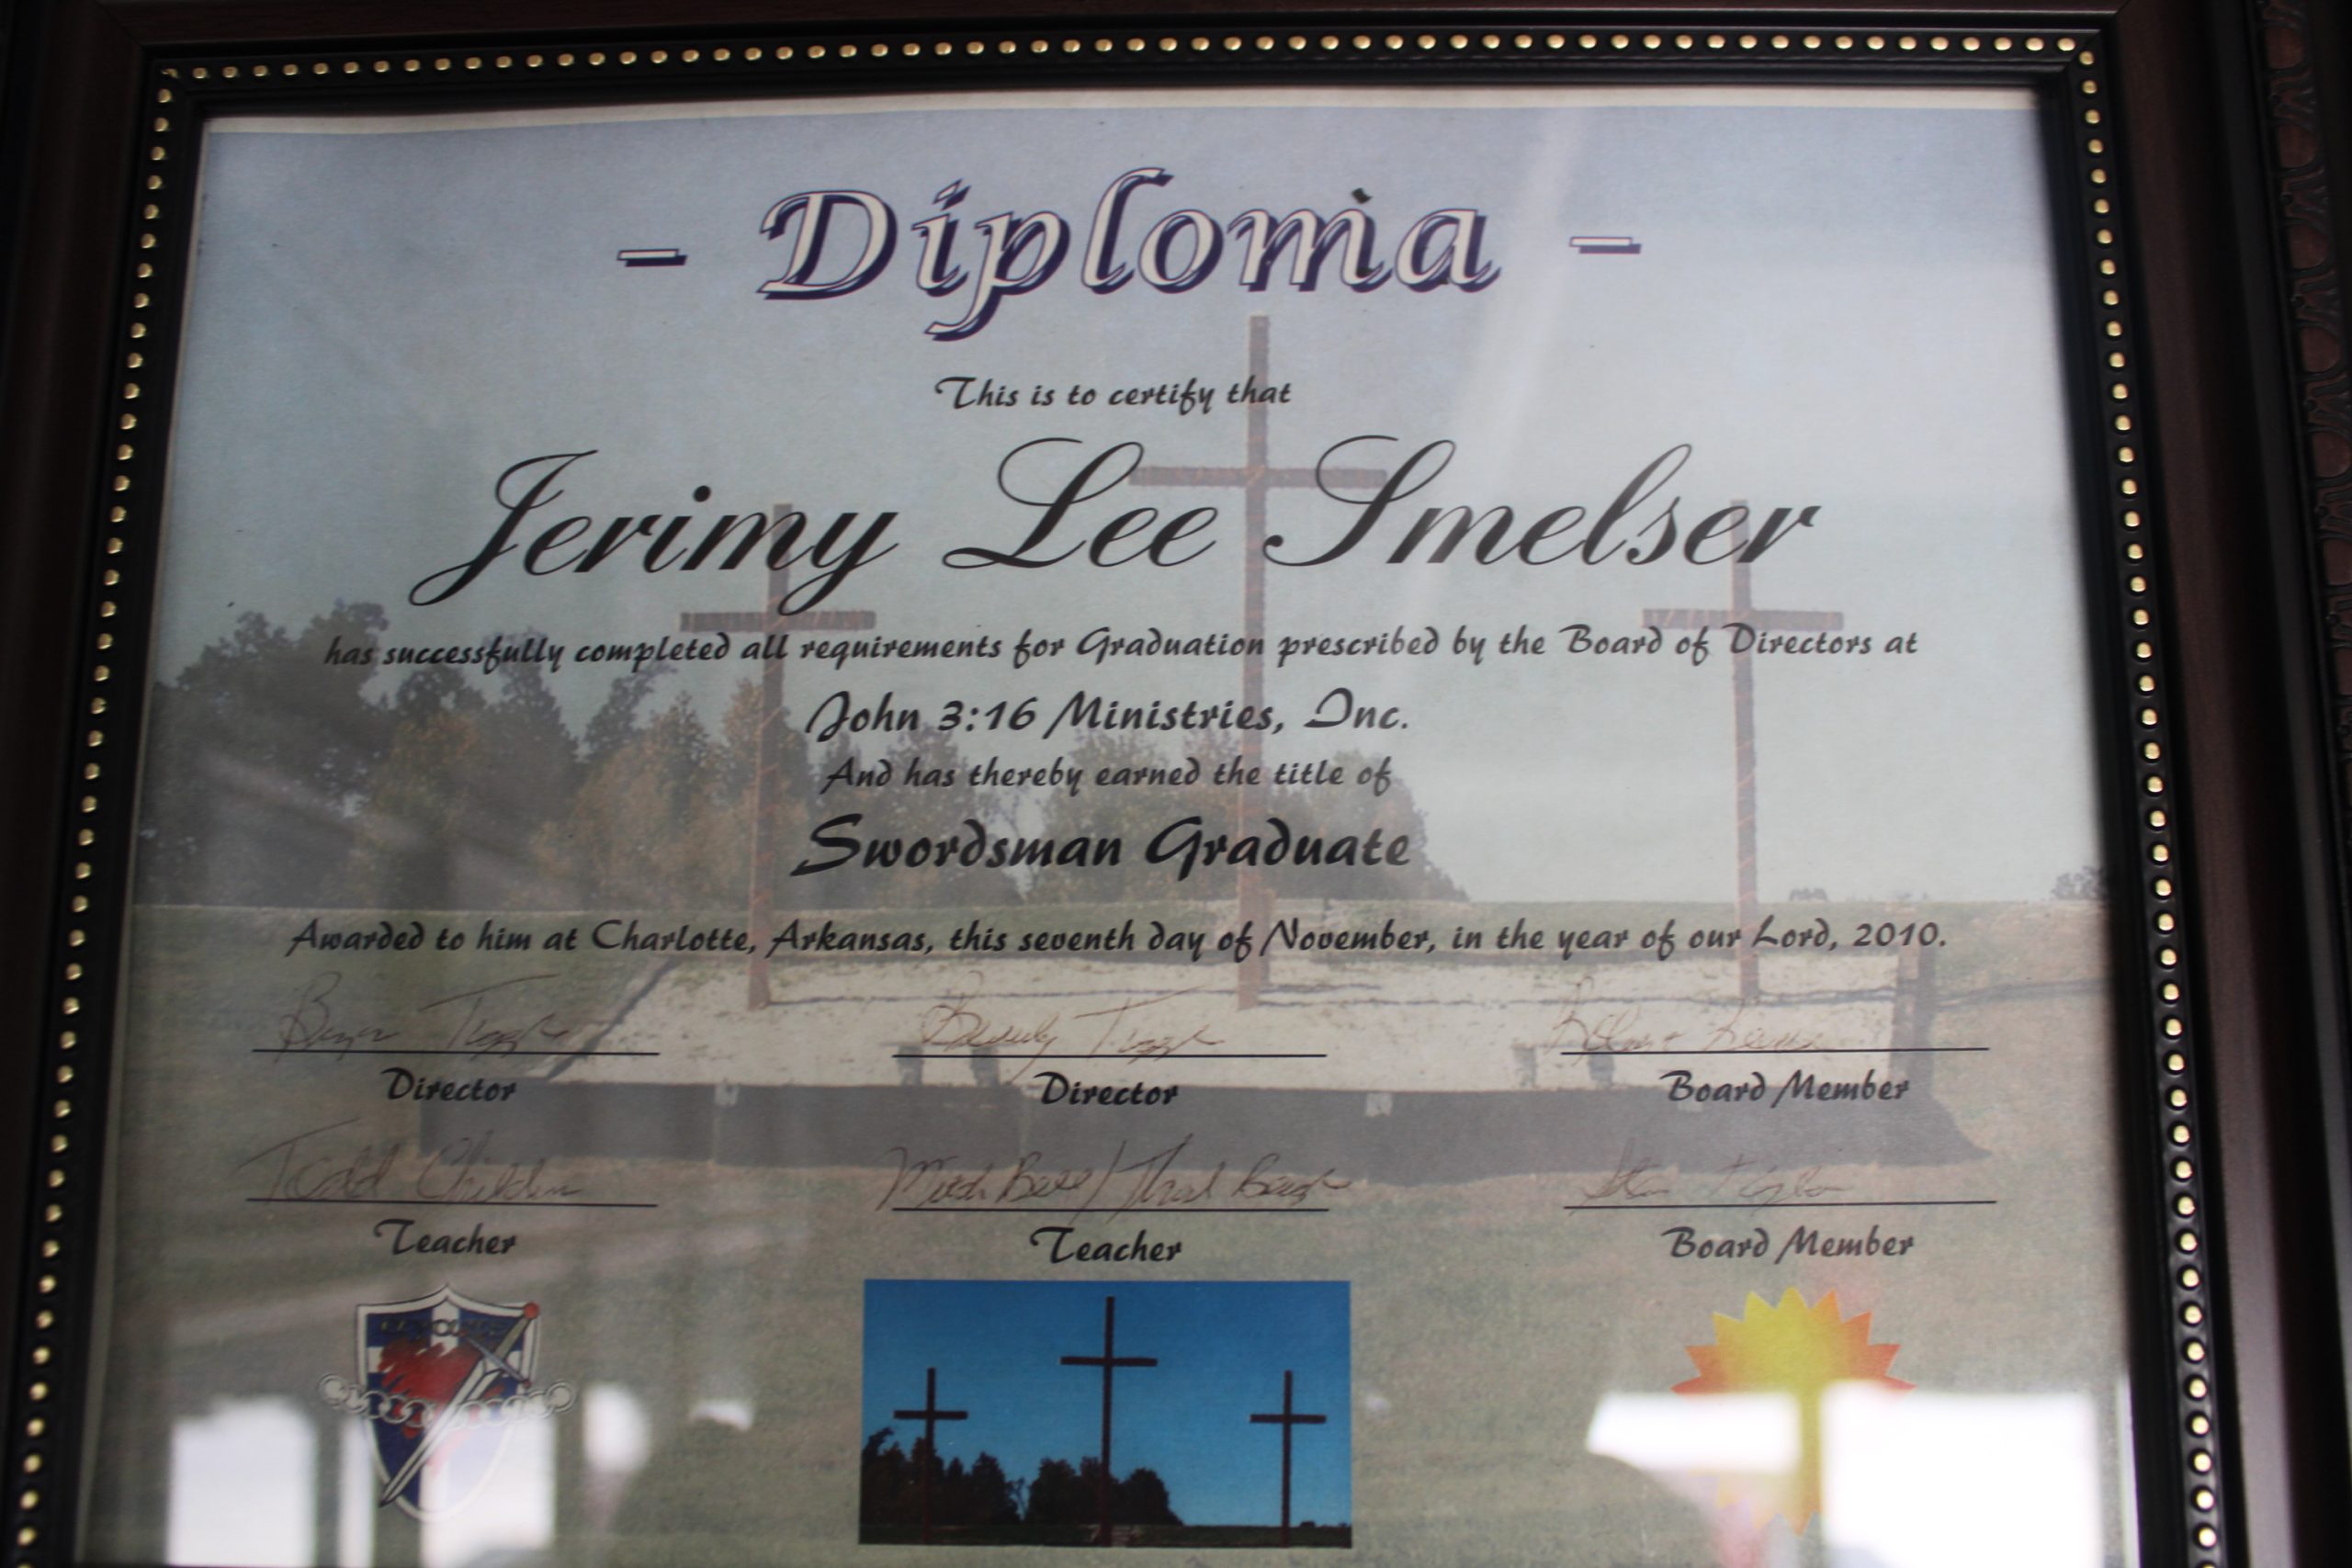 - Diploma -
This is to certify that
Jerimy Lee Smelser
has successfully completed all requirements for Graduation prescribed by the Board of Directors at
John 3:16 Ministries, Inc.
And has thereby earned the title of
Swordsman Graduate
Awarded to him at Charlotte, Arkansas, this seventh day of November, in the year of our Lord, 2010.
Director
Director
Board Member
Todd
Teacher
Teacher
Board Member